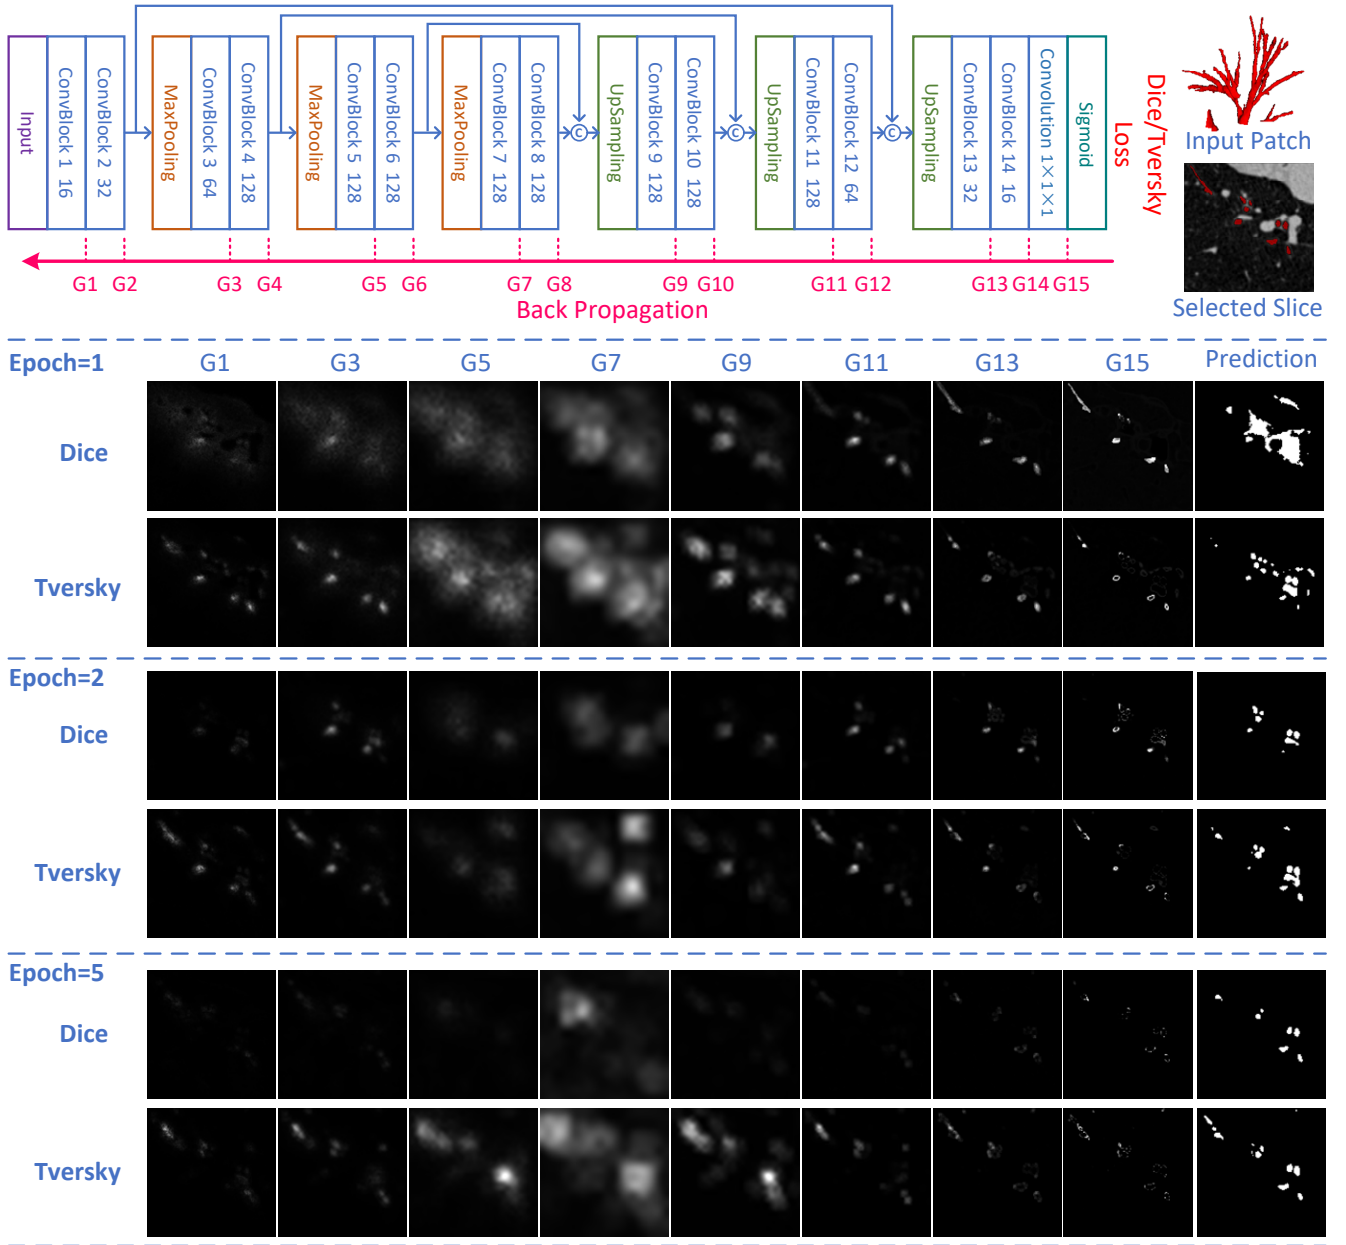 Input
ConvBlock 1 16
ConvBlock 2 32
MaxPooling
ConvBlock 3 64
ConvBlock 4 128
MaxPooling
ConvBlock 5 128
ConvBlock 6 128
MaxPooling
ConvBlock 7 128
ConvBlock 8 128
C
UpSampling
ConvBlock 9 128
ConvBlock 10 128
C
UpSampling
ConvBlock 11 128
ConvBlock 12 64
C
UpSampling
ConvBlock 13 32
ConvBlock 14 16
Convolution 1×1×1
Sigmoid
Dice/Tversky
Loss
Input Patch
Selected Slice
G1 G2 G3 G4 G5 G6 G7 G8 G9 G10 G11 G12 G13 G14 G15
Back Propagation
Epoch=1 G1 G3 G5 G7 G9 G11 G13 G15 Prediction
Dice
Tversky
Epoch=2
Dice
Tversky
Epoch=5
Dice
Tversky